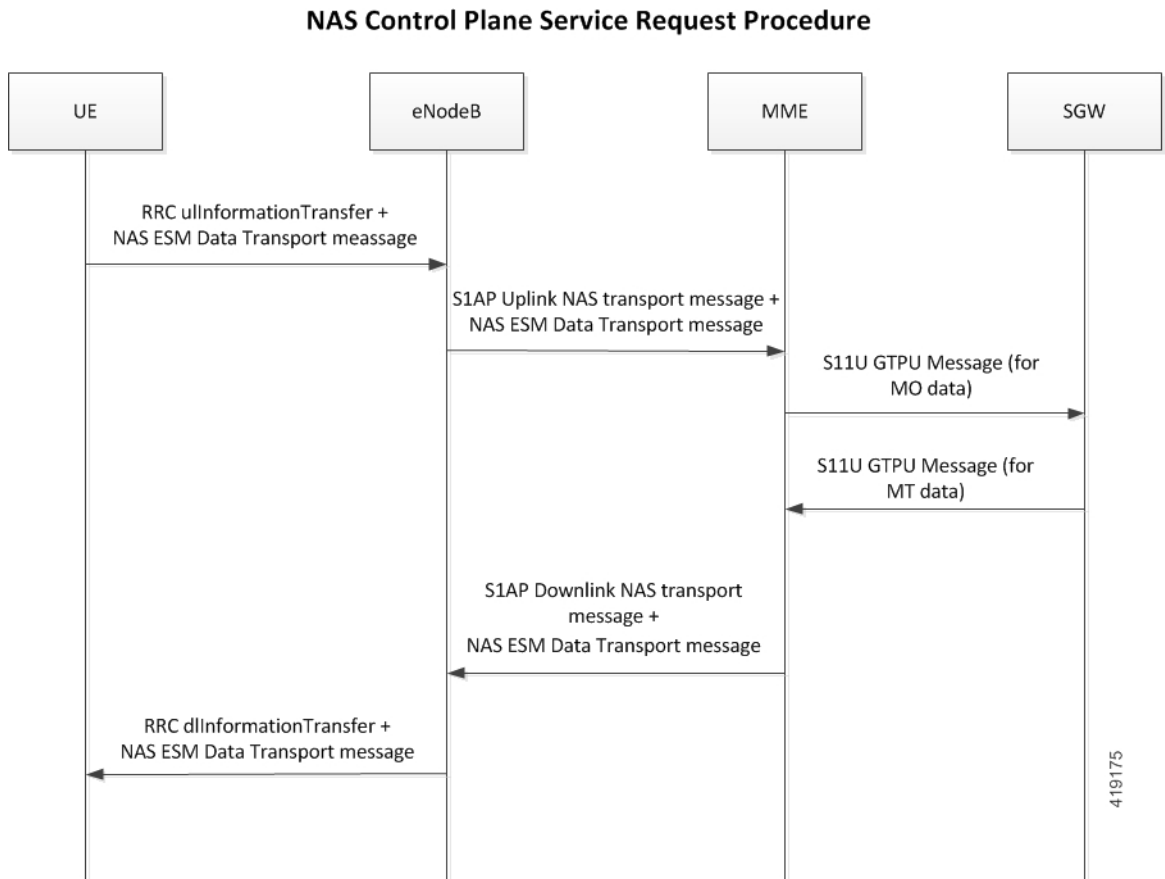 NAS Control Plane Service Request Procedure
UE
eNodeB
MME
SGW
RRC ulInformationTransfer +
NAS ESM Data Transport meassage
S1AP Uplink NAS transport message +
NAS ESM Data Transport message
S11U GTPU Message (for
MO data)
S11U GTPU Message (for
MT data)
S1AP Downlink NAS transport
message +
NAS ESM Data Transport message
RRC dlInformationTransfer +
NAS ESM Data Transport message
419175